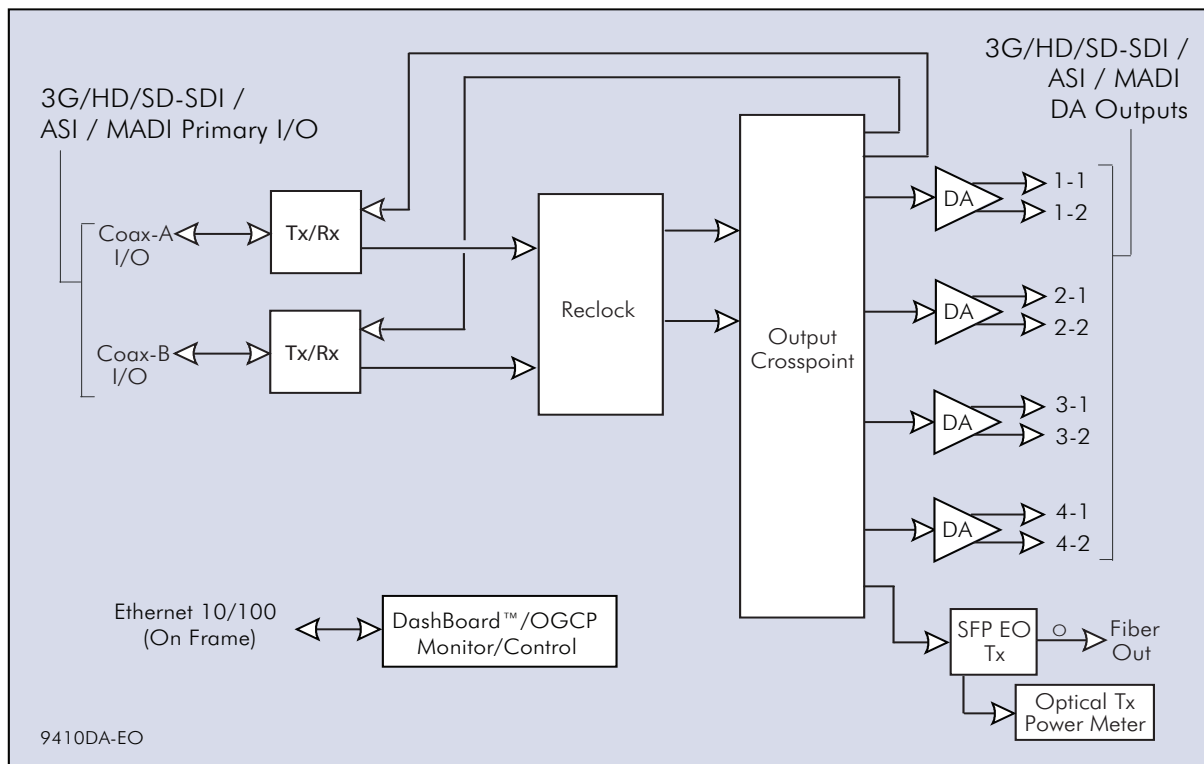 3G/HD/SD-SDI /
ASI / MADI Primary I/O
3G/HD/SD-SDI /
ASI / MADI
DA Outputs
Coax-A
I/O
Coax-B
I/O
Tx/Rx
Tx/Rx
Reclock
Output
Crosspoint
DA
1-1
1-2
DA
2-1
2-2
DA
3-1
3-2
DA
4-1
4-2
Ethernet 10/100
(On Frame)
DashBoard™/OGCP
Monitor/Control
SFP EO
Tx
Fiber
Out
Optical Tx
Power Meter
9410DA-EO